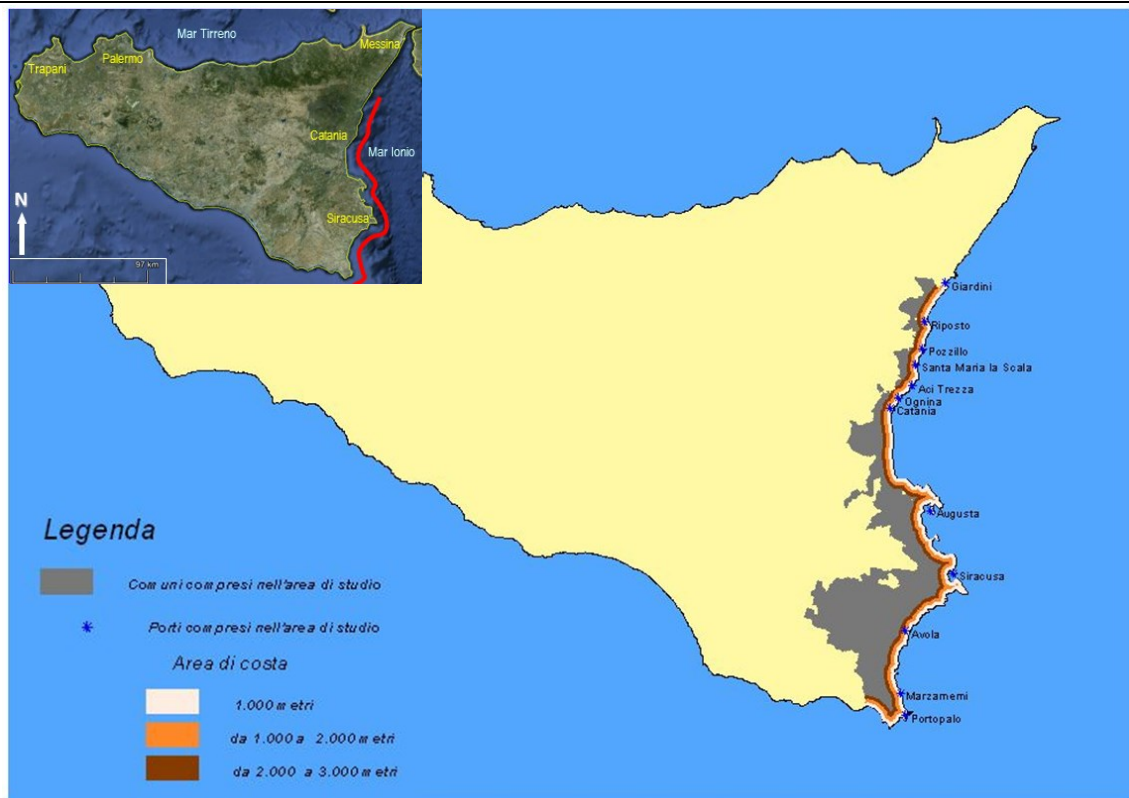 Mar Tirreno
Messina
Palermo
Trapani
Catania
Mar Ionio
N
Siracusa
97 km
Giardini
Riposto
Pozzillo
Santa Maria la Scala
Aci Trezza
Ognina
Catania
Augusta
Siracusa
Avola
Marzamemi
Portopalo
Legenda
Comuni compresi nell'area di studio
Porti compresi nell'area di studio
Area di costa
1.000 metri
da 1.000 a 2.000 metri
da 2.000 a 3.000 metri